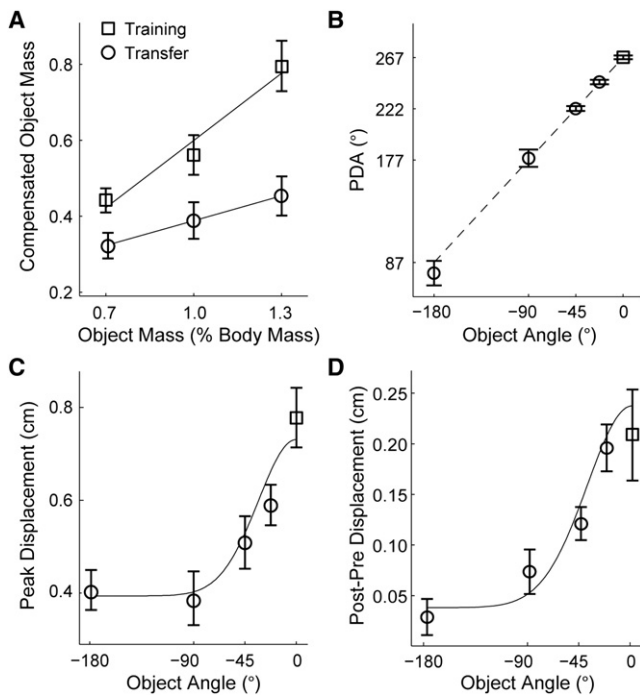 A
Training
Transfer
Compensated Object Mass
0.8
0.6
0.4
0.2
0.7 1.0 1.3
Object Mass (% Body Mass)
B
PDA (°)
267
222
177
87
−180 −90 −45 0
Object Angle (°)
C
Peak Displacement (cm)
0.8
0.6
0.4
−180 −90 −45 0
Object Angle (°)
D
Post-Pre Displacement (cm)
0.25
0.20
0.15
0.10
0.05
−180 −90 −45 0
Object Angle (°)